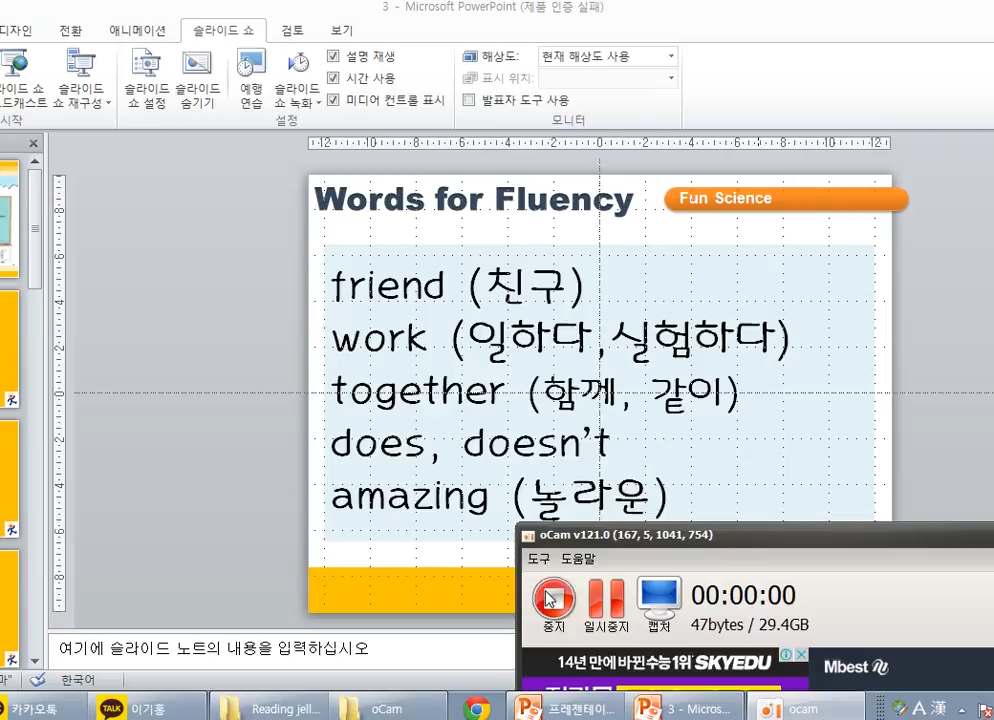 3 - Microsoft PowerPoint (제품 인증 실패)
디자인 전환 애니메이션 슬라이드 쇼 검토 보기
슬라이드 쇼 재구성
슬라이드 쇼 설정
슬라이드 숨기기
예행 연습
슬라이드 쇼 녹화
설명 재생
시간 사용
미디어 컨트롤 표시
설정
해상도: 현재 해상도 사용
표시 위치:
발표자 도구 사용
모니터
Words for Fluency
Fun Science
friend (친구)
work (일하다,실험하다)
together (함께, 같이)
does, doesn't
amazing (놀라운)
oCam v121.0 (167, 5, 1041, 754)
도구 도움말
중지 일시중지 캡처
00:00:00
47bytes / 29.4GB
14년 만에 바뀐 수능 1위 SKYEDU
Mbest
여기에 슬라이드 노트의 내용을 입력하십시오
한국어
카카오톡
TALK 이기홍
Reading jell...
oCam
프레젠테이...
3 - Micros...
ocam
A 漢